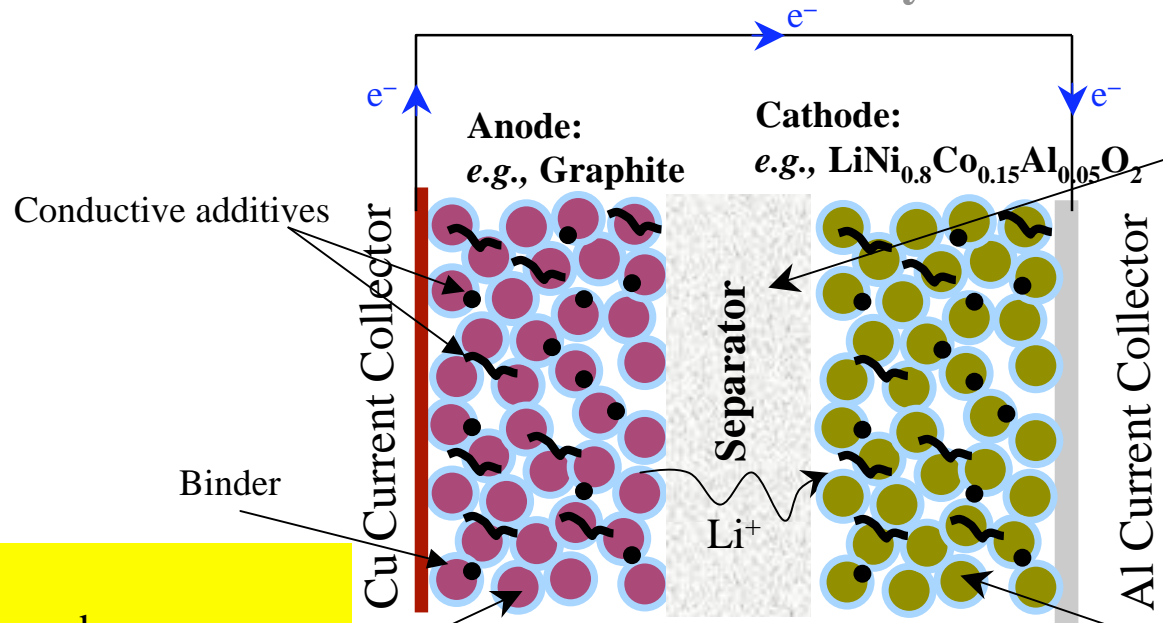 e⁻
e⁻
e⁻
Anode:
e.g., Graphite
Cathode:
e.g., LiNi₀.₈Co₀.₁₅Al₀.₀₅O₂
Conductive additives
Cu Current Collector
Separator
Al Current Collector
Binder
Li⁺